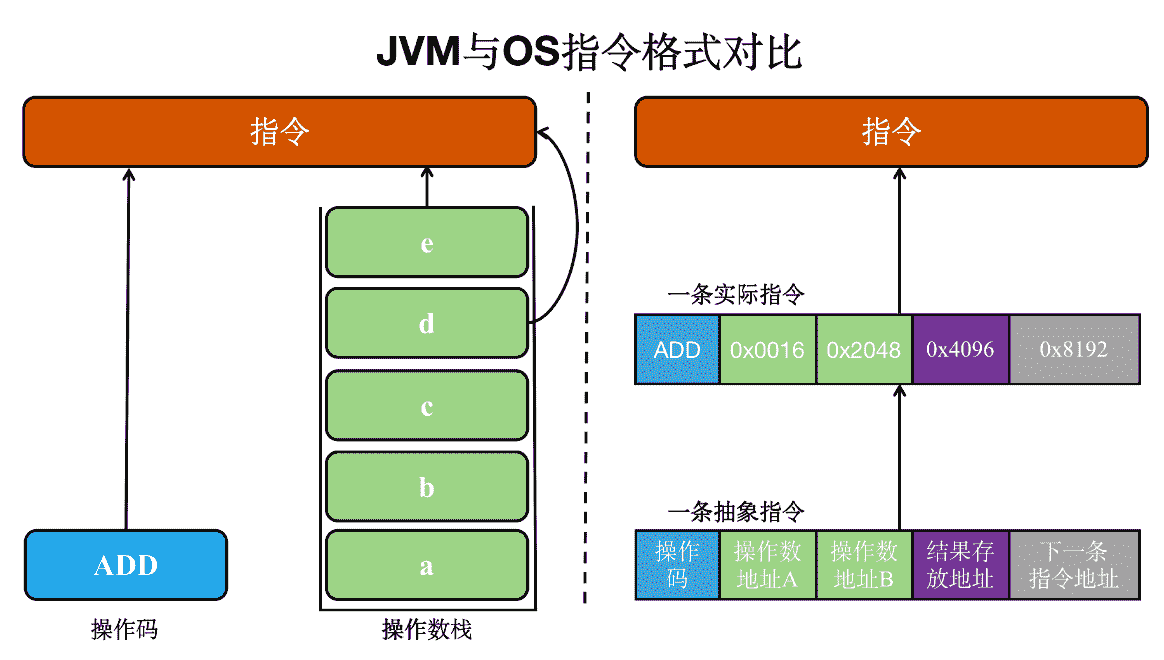 JVM与OS指令格式对比
指令
e
d
c
b
a
ADD
操作码
操作数栈
指令
一条实际指令
ADD
0x0016
0x2048
0x4096
0x8192
一条抽象指令
操作
码
操作数
地址A
操作数
地址B
结果存
放地址
下一条
指令地址